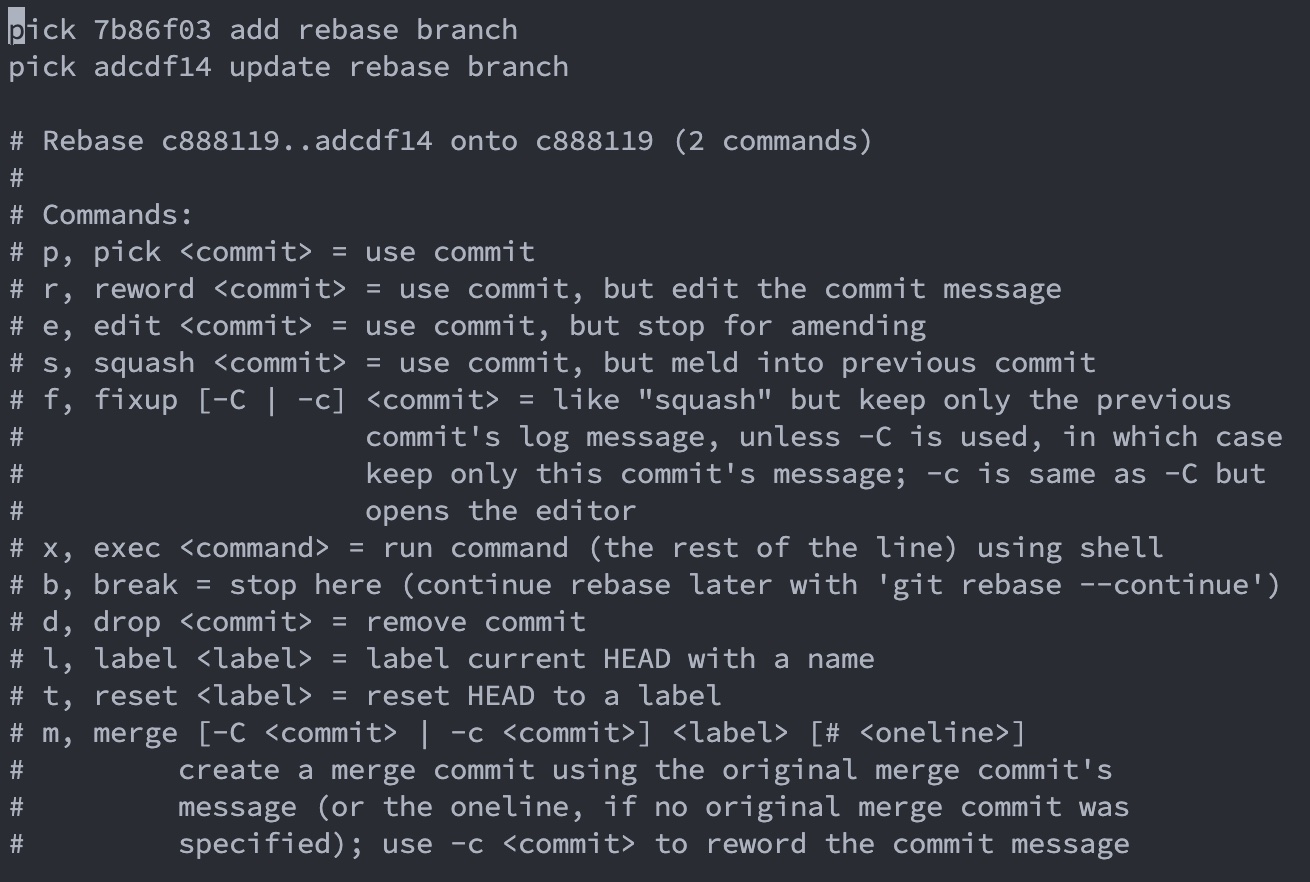 pick 7b86f03 add rebase branch
pick adcdf14 update rebase branch

# Rebase c888119..adcdf14 onto c888119 (2 commands)
#
# Commands:
# p, pick <commit> = use commit
# r, reword <commit> = use commit, but edit the commit message
# e, edit <commit> = use commit, but stop for amending
# s, squash <commit> = use commit, but meld into previous commit
# f, fixup [-C | -c] <commit> = like "squash" but keep only the previous
#                    commit's log message, unless -C is used, in which case
#                    keep only this commit's message; -c is same as -C but
#                    opens the editor
# x, exec <command> = run command (the rest of the line) using shell
# b, break = stop here (continue rebase later with 'git rebase --continue')
# d, drop <commit> = remove commit
# l, label <label> = label current HEAD with a name
# t, reset <label> = reset HEAD to a label
# m, merge [-C <commit> | -c <commit>] <label> [# <oneline>]
#         create a merge commit using the original merge commit's
#         message (or the oneline, if no original merge commit was
#         specified); use -c <commit> to reword the commit message